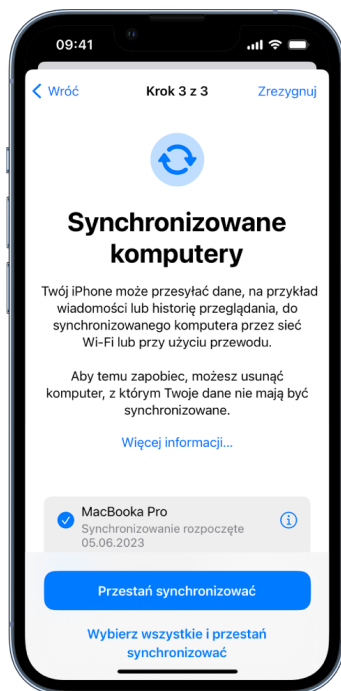 09:41
Wróć
Krok 3 z 3
Zrezygnuj
Synchronizowane
komputery
Twój iPhone może przesyłać dane, na przykład
wiadomości lub historię przeglądania, do
synchronizowanego komputera przez sieć
Wi-Fi lub przy użyciu przewodu.
Aby temu zapobiec, możesz usunąć
komputer, z którym Twoje dane nie mają być
synchronizowane.
Więcej informacji...
MacBooka Pro
Synchronizowanie rozpoczęte
05.06.2023
Przestań synchronizować
Wybierz wszystkie i przestań
synchronizować